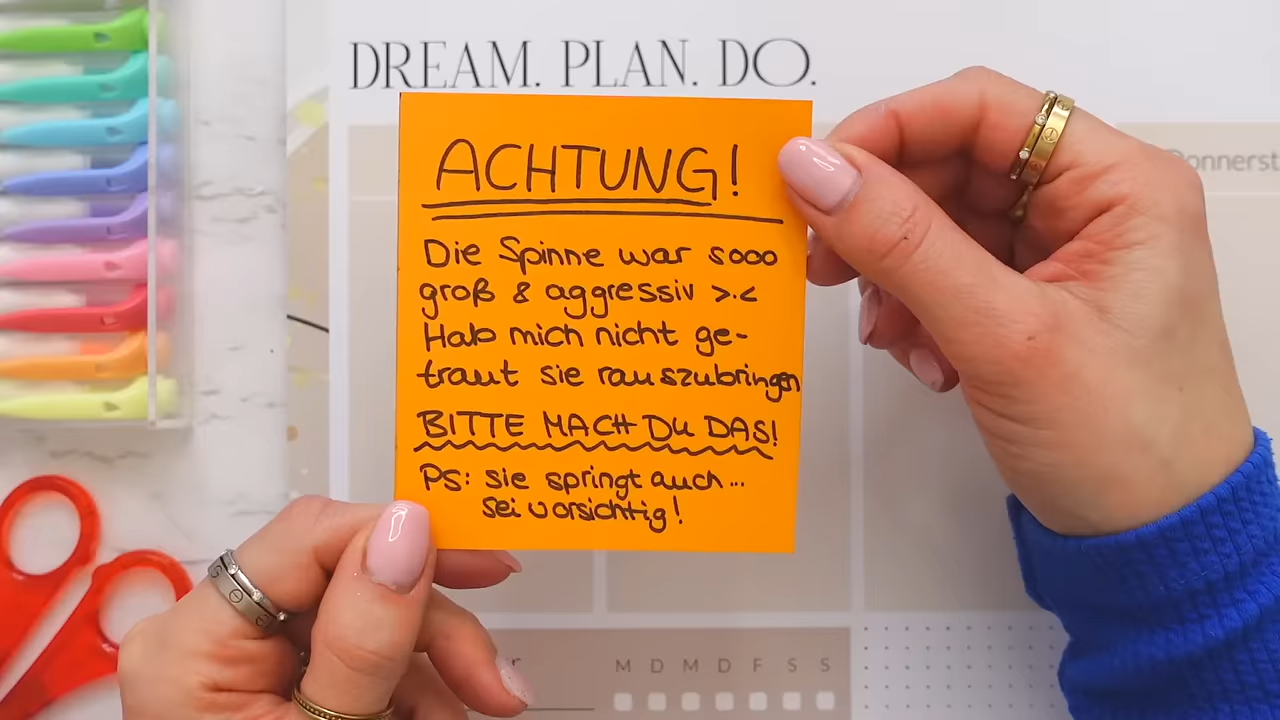 DREAM. PLAN. DO.
ACHTUNG!
Die Spinne war sooo
groß & aggressiv >.<
Hab mich nicht ge-
traut sie rauszubringen
BITTE MACH DU DAS!
PS: sie springt auch...
sei vorsichtig!
Donnerst
M D M D F S S